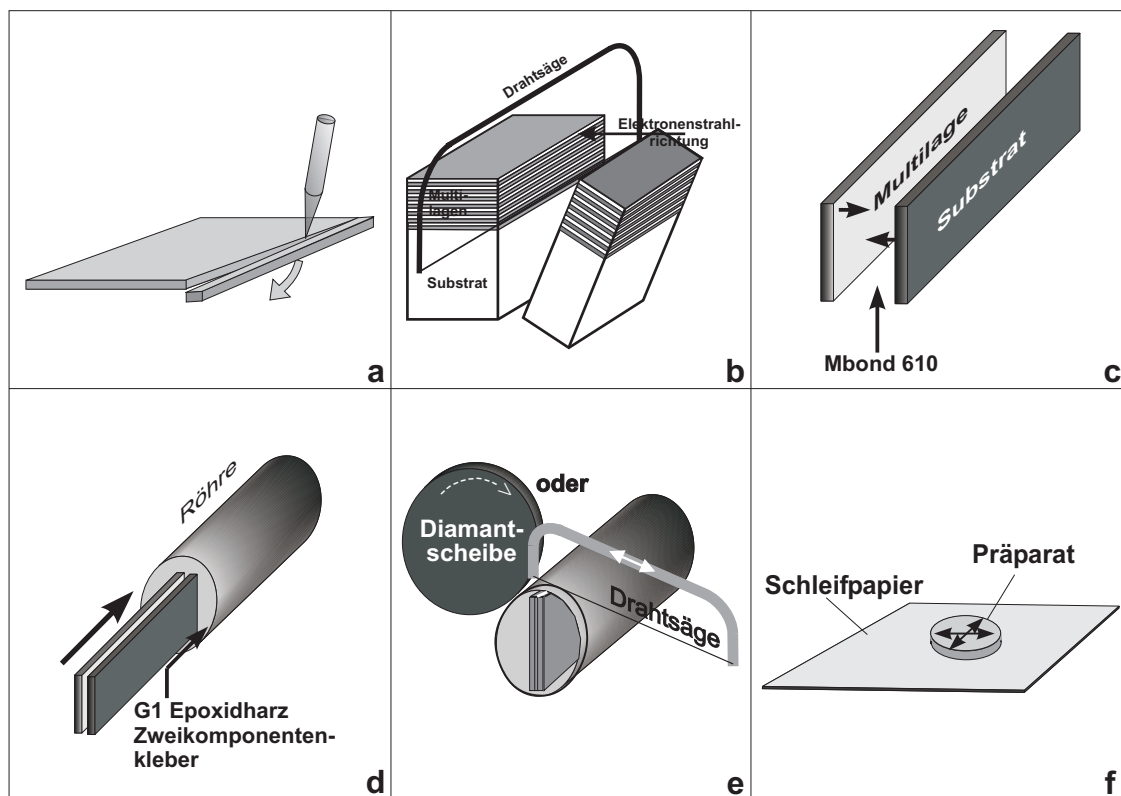 a
Drahtsäge
Elektronenstrahl-
richtung
Multi-
lagen
Substrat
b
Multilage
Substrat
Mbond 610
c
Röhre
G1 Epoxidharz
Zweikomponenten-
kleber
d
oder
Diamant-
scheibe
Drahtsäge
e
Präparat
Schleifpapier
f